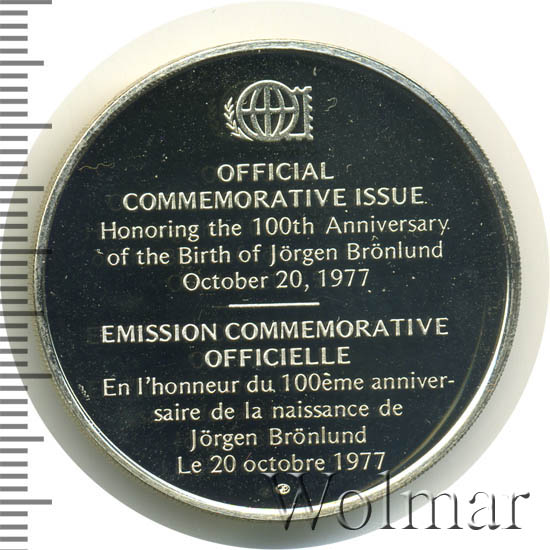 OFFICIAL
COMMEMORATIVE ISSUE
Honoring the 100th Anniversary
of the Birth of Jörgen Brönlund
October 20, 1977
EMISSION COMMEMORATIVE
OFFICIELLE
En l'honneur du 100ème anniver-
saire de la naissance de
Jörgen Brönlund
Le 20 octobre 1977
Wolmar